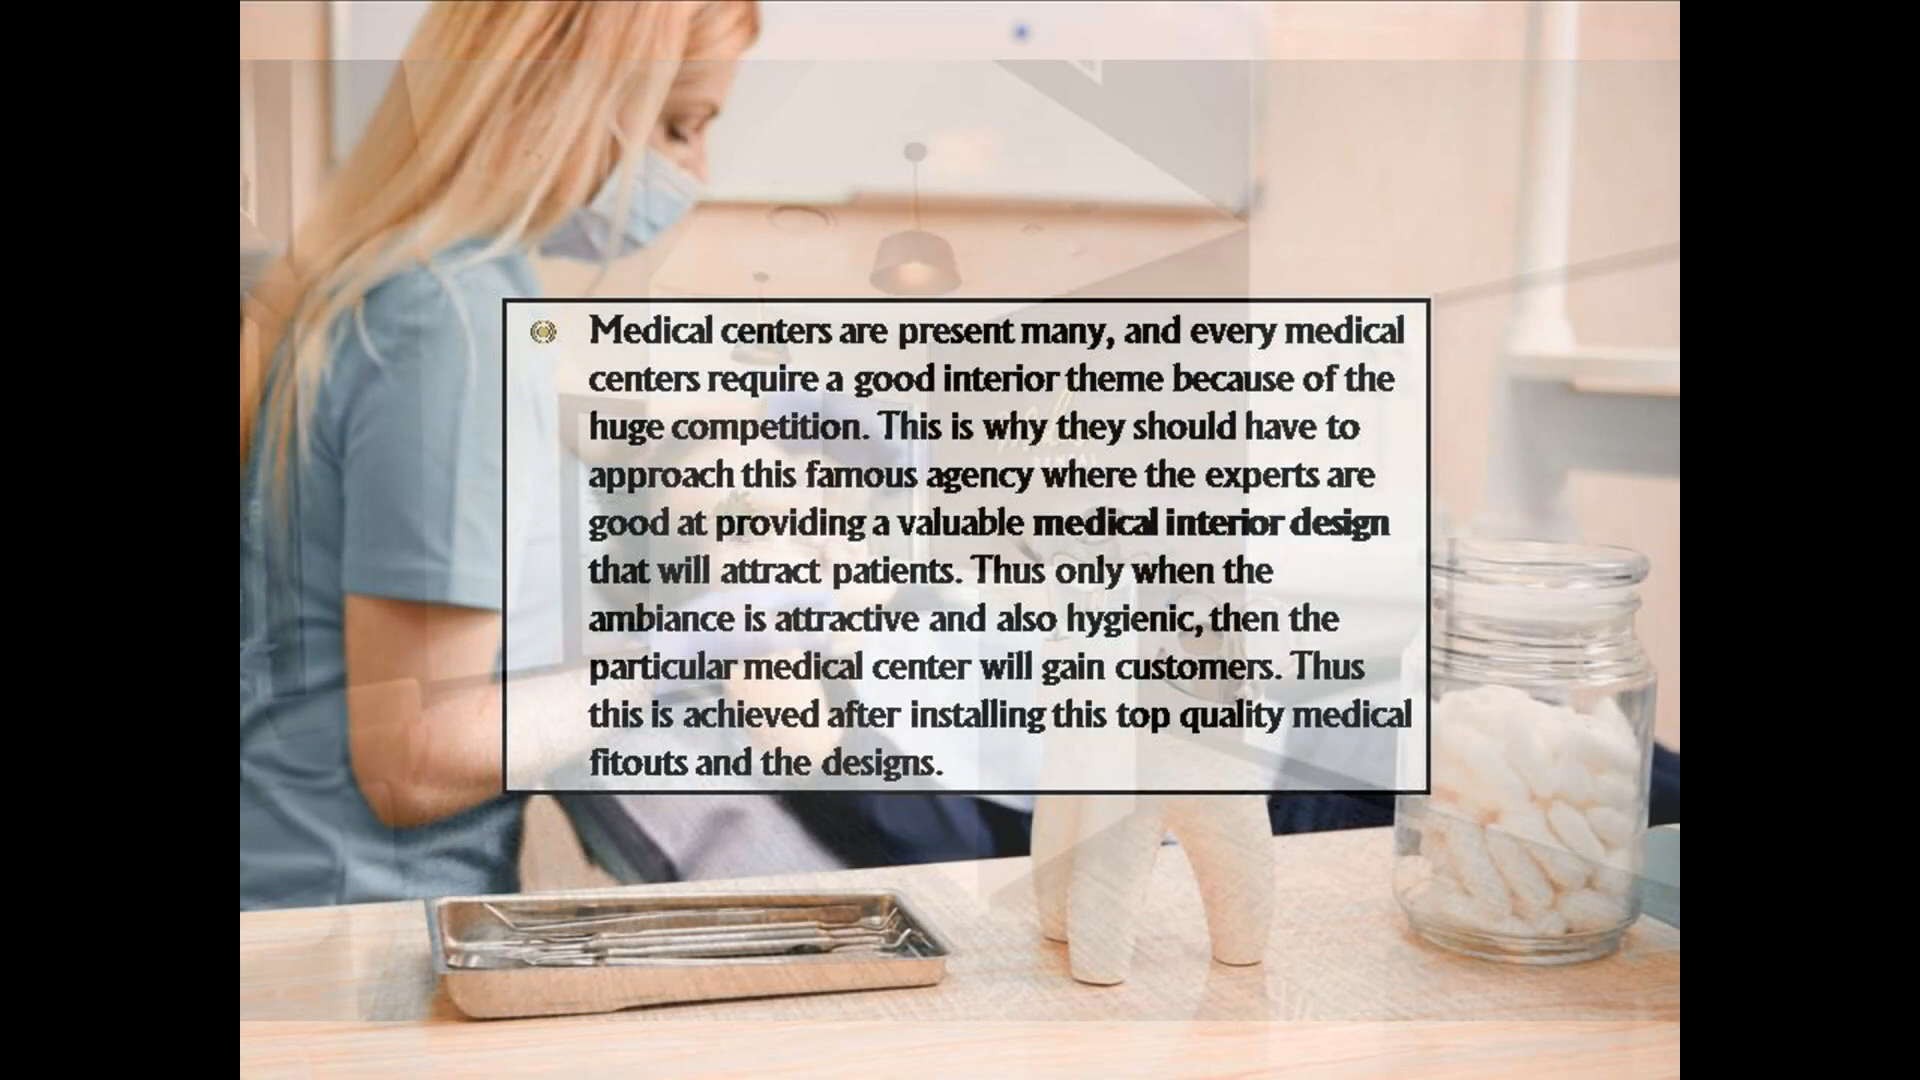 Medical centers are present many, and every medical
centers require a good interior theme because of the
huge competition. This is why they should have to
approach this famous agency where the experts are
good at providing a valuable medical interior design
that will attract patients. Thus only when the
ambiance is attractive and also hygienic, then the
particular medical center will gain customers. Thus
this is achieved after installing this top quality medical
fitouts and the designs.